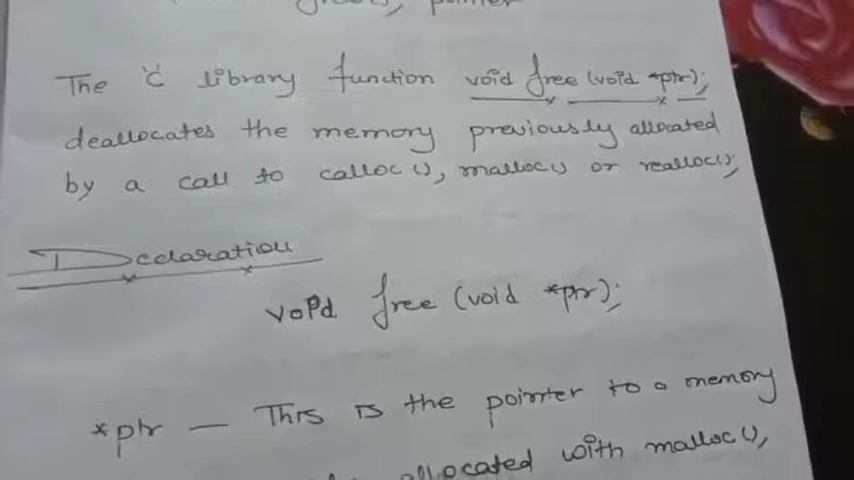 pointer
The 'C' library function void free (void *ptr);
deallocates the memory previously allocated
by a call to calloc(), malloc() or realloc();
Declaration
void free (void *ptr);
*ptr — This is the pointer to a memory
allocated with malloc(),